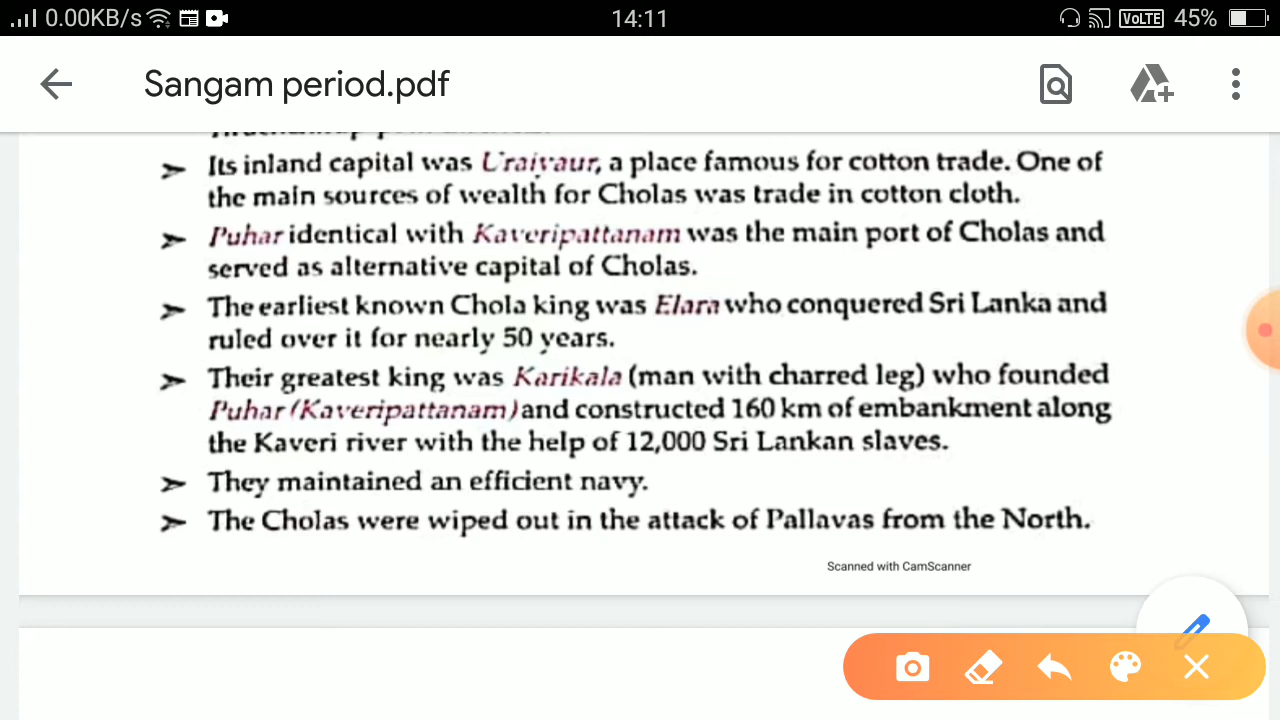 0.00KB/s 14:11 VoLTE 45%
Sangam period.pdf
➤ Its inland capital was Uraiyaur, a place famous for cotton trade. One of
the main sources of wealth for Cholas was trade in cotton cloth.
➤ Puhar identical with Kaveripattanam was the main port of Cholas and
served as alternative capital of Cholas.
➤ The earliest known Chola king was Elara who conquered Sri Lanka and
ruled over it for nearly 50 years.
➤ Their greatest king was Karikala (man with charred leg) who founded
Puhar (Kaveripattanam) and constructed 160 km of embankment along
the Kaveri river with the help of 12,000 Sri Lankan slaves.
➤ They maintained an efficient navy.
➤ The Cholas were wiped out in the attack of Pallavas from the North.
Scanned with CamScanner